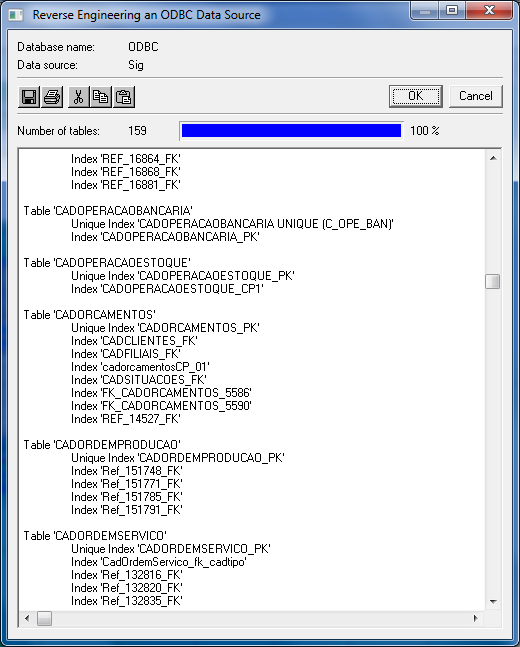 Reverse Engineering an ODBC Data Source
Database name: ODBC
Data source: Sig
OK Cancel
Number of tables: 159 100 %
Index 'REF_16864_FK'
Index 'REF_16868_FK'
Index 'REF_16881_FK'
Table 'CADOPERACAOBANCARIA'
Unique Index 'CADOPERACAOBANCARIA UNIQUE (C_OPE_BAN)'
Index 'CADOPERACAOBANCARIA_PK'
Table 'CADOPERACAOESTOQUE'
Unique Index 'CADOPERACAOESTOQUE_PK'
Index 'CADOPERACAOESTOQUE_CP1'
Table 'CADORCAMENTOS'
Unique Index 'CADORCAMENTOS_PK'
Index 'CADCLIENTES_FK'
Index 'CADFILIAIS_FK'
Index 'cadorcamentosCP_01'
Index 'CADSITUACOES_FK'
Index 'FK_CADORCAMENTOS_5586'
Index 'FK_CADORCAMENTOS_5590'
Index 'REF_14527_FK'
Table 'CADORDEMPRODUCAO'
Unique Index 'CADORDEMPRODUCAO_PK'
Index 'Ref_151748_FK'
Index 'Ref_151771_FK'
Index 'Ref_151785_FK'
Index 'Ref_151791_FK'
Table 'CADORDEMSERVICO'
Unique Index 'CADORDEMSERVICO_PK'
Index 'CadOrdemServico_fk_cadtipo'
Index 'Ref_132816_FK'
Index 'Ref_132820_FK'
Index 'Ref_132835_FK'